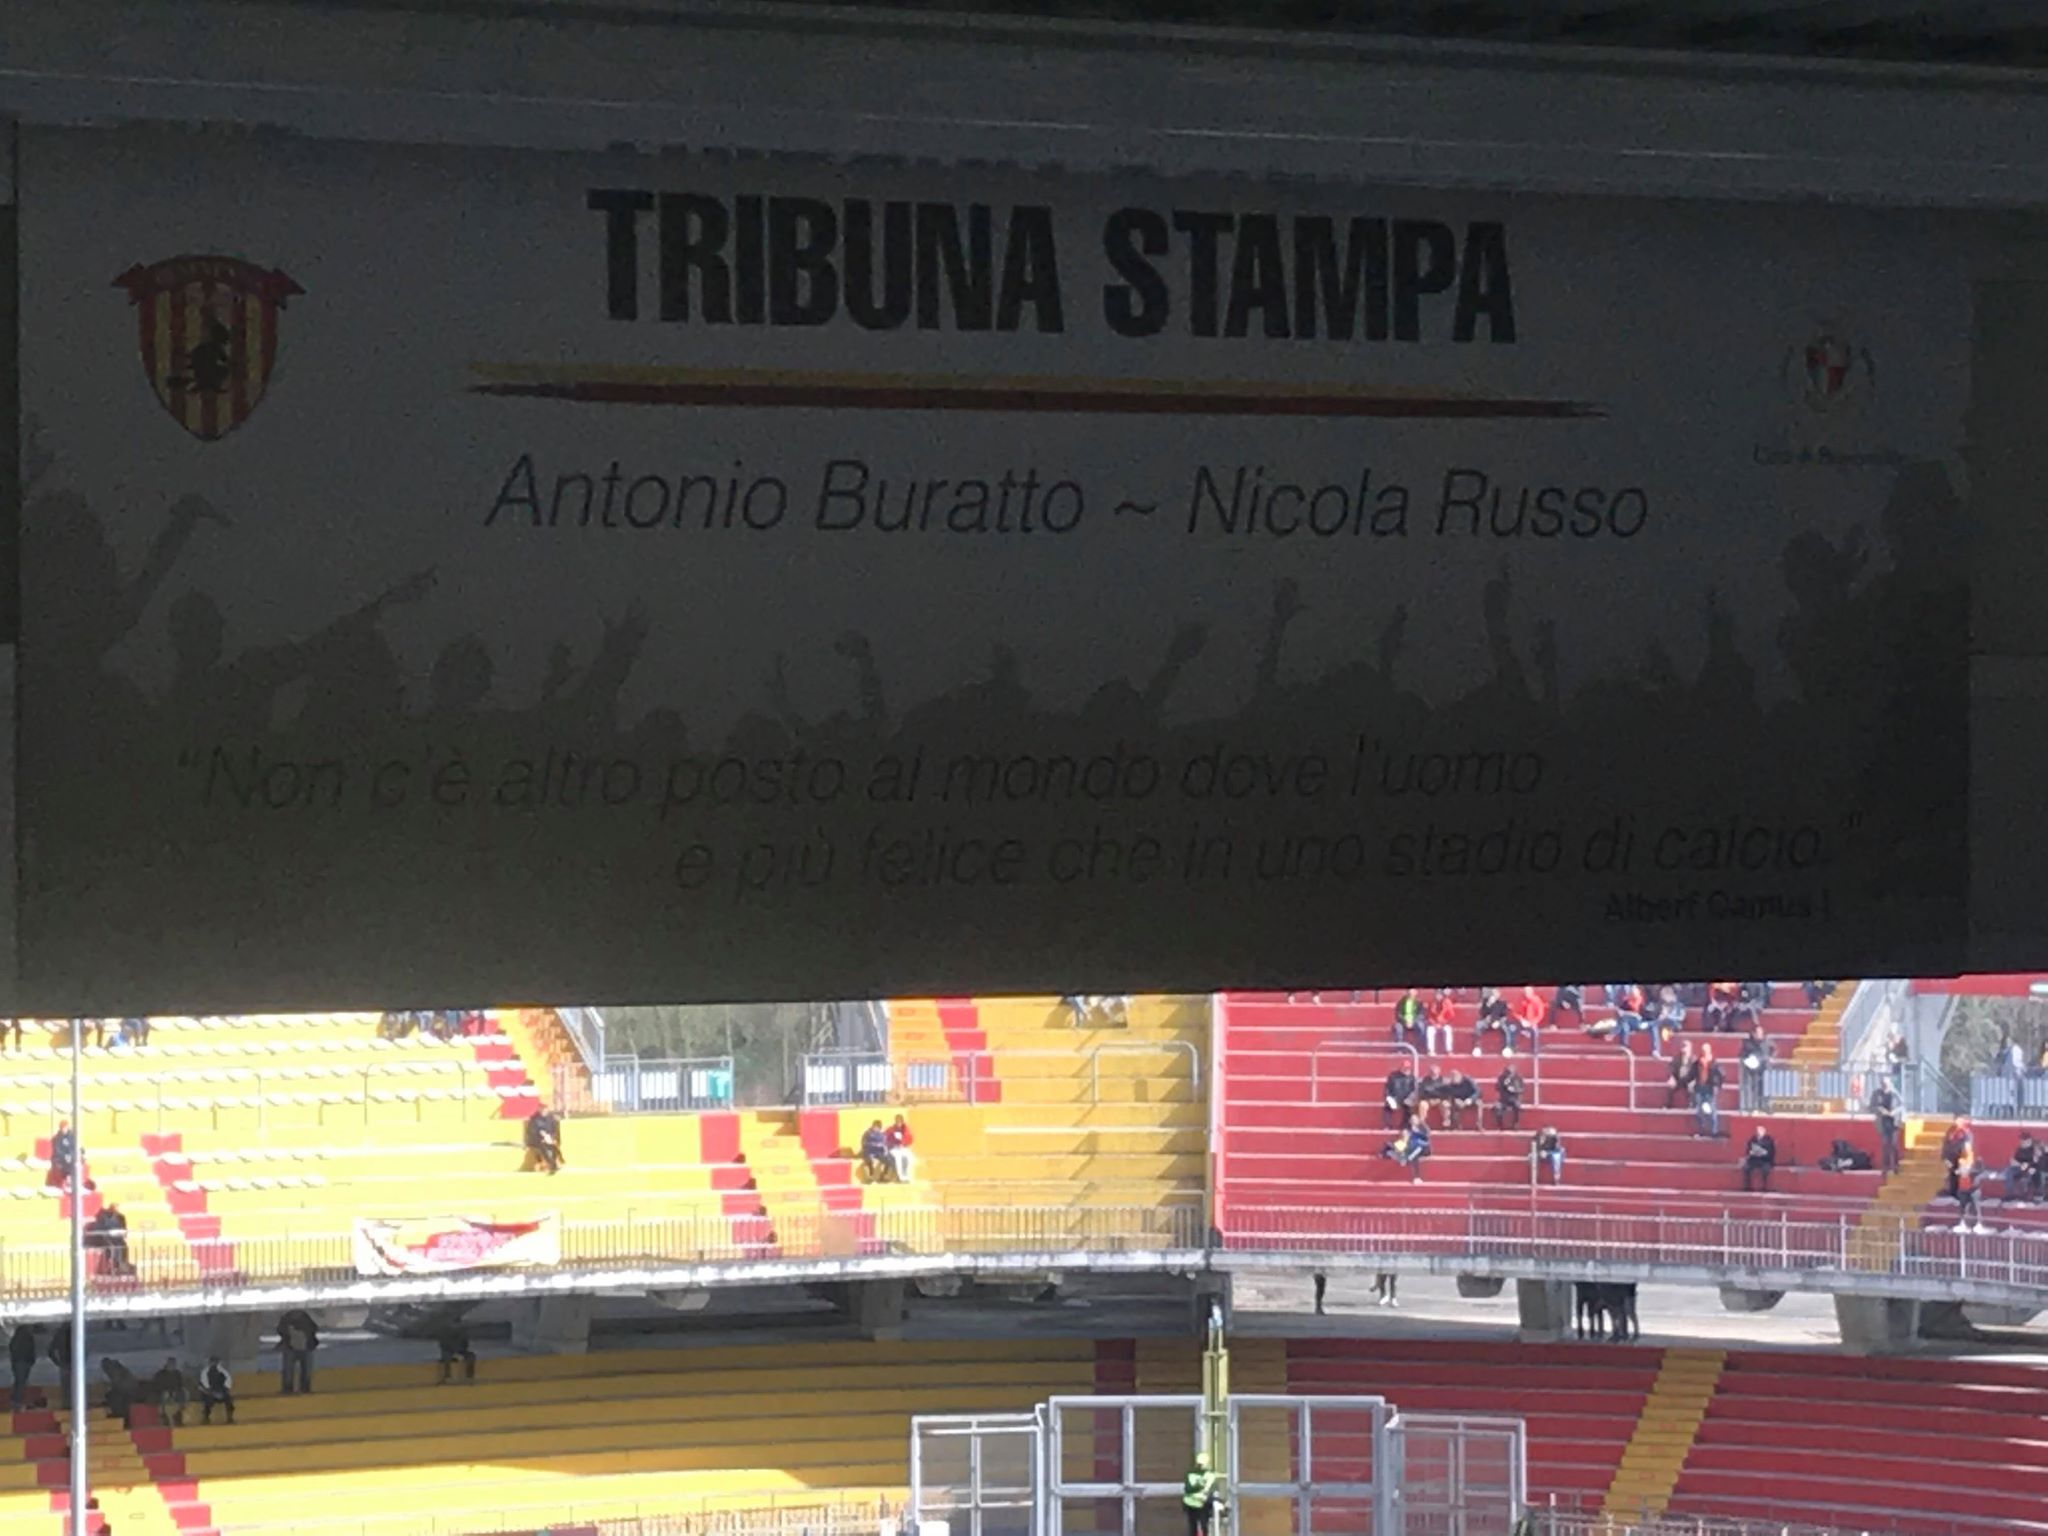 TRIBUNA STAMPA
Antonio Buratto ~ Nicola Russo
"Non c'è altro posto al mondo dove l'uomo
e più felice che in uno stadio di calcio."
Albert Camus